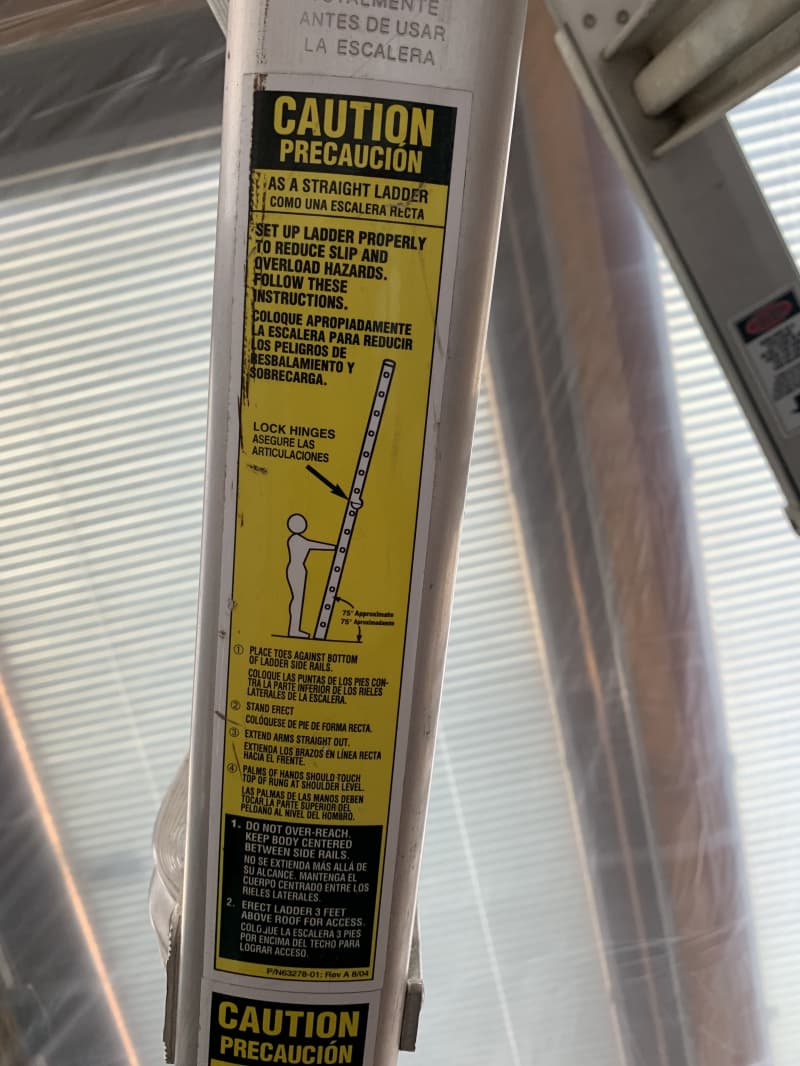 ANTES DE USAR
LA ESCALERA
CAUTION
PRECAUCIÓN
AS A STRAIGHT LADDER
COMO UNA ESCALERA RECTA
SET UP LADDER PROPERLY
TO REDUCE SLIP AND
OVERLOAD HAZARDS.
FOLLOW THESE
INSTRUCTIONS.
COLOQUE APROPIADAMENTE
LA ESCALERA PARA REDUCIR
LOS PELIGROS DE
RESBALAMIENTO Y
SOBRECARGA.
LOCK HINGES
ASEGURE LAS
ARTICULACIONES
75° Approximate
75° Aproximadante
① PLACE TOES AGAINST BOTTOM
OF LADDER SIDE RAILS.
COLOQUE LAS PUNTAS DE LOS PIES CON-
TRA LA PARTE INFERIOR DE LOS RIELES
LATERALES DE LA ESCALERA.
② STAND ERECT
COLÓQUESE DE PIE DE FORMA RECTA.
③ EXTEND ARMS STRAIGHT OUT.
EXTIENDA LOS BRAZOS EN LÍNEA RECTA
HACIA EL FRENTE.
④ PALMS OF HANDS SHOULD TOUCH
TOP OF RUNG AT SHOULDER LEVEL.
LAS PALMAS DE LAS MANOS DEBEN
TOCAR LA PARTE SUPERIOR DEL
PELDAÑO AL NIVEL DEL HOMBRO.
1. DO NOT OVER-REACH.
KEEP BODY CENTERED
BETWEEN SIDE RAILS.
NO SE EXTIENDA MÁS ALLÁ DE
SU ALCANCE. MANTENGA EL
CUERPO CENTRADO ENTRE LOS
RIELES LATERALES.
2. ERECT LADDER 3 FEET
ABOVE ROOF FOR ACCESS.
COLOQUE LA ESCALERA 3 PIES
POR ENCIMA DEL TECHO PARA
LOGRAR ACCESO.
P/N63278-01; Rev A 8/04
CAUTION
PRECAUCIÓN